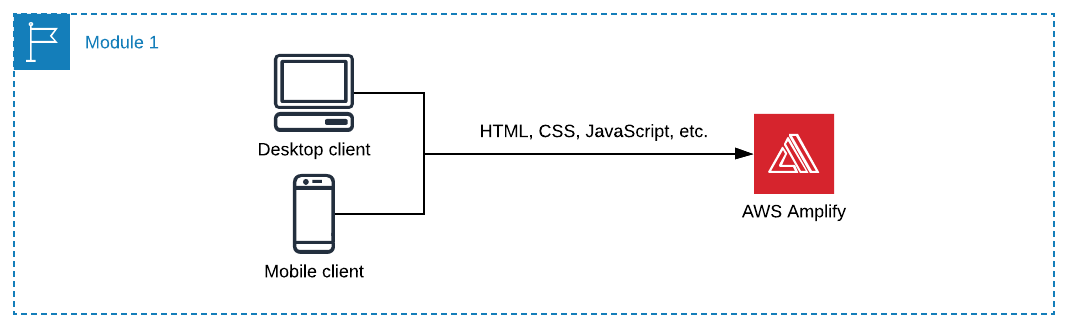 Module 1
Desktop client
HTML, CSS, JavaScript, etc.
AWS Amplify
Mobile client